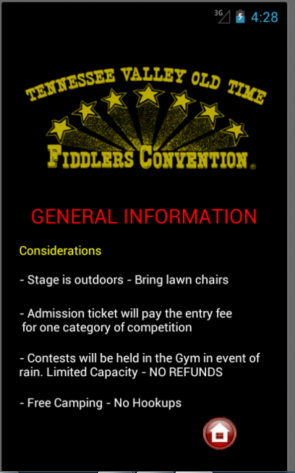 3G 4:28
TENNESSEE VALLEY OLD TIME
FIDDLERS CONVENTION®
GENERAL INFORMATION
Considerations
- Stage is outdoors - Bring lawn chairs
- Admission ticket will pay the entry fee
for one category of competition
- Contests will be held in the Gym in event of
rain. Limited Capacity - NO REFUNDS
- Free Camping - No Hookups